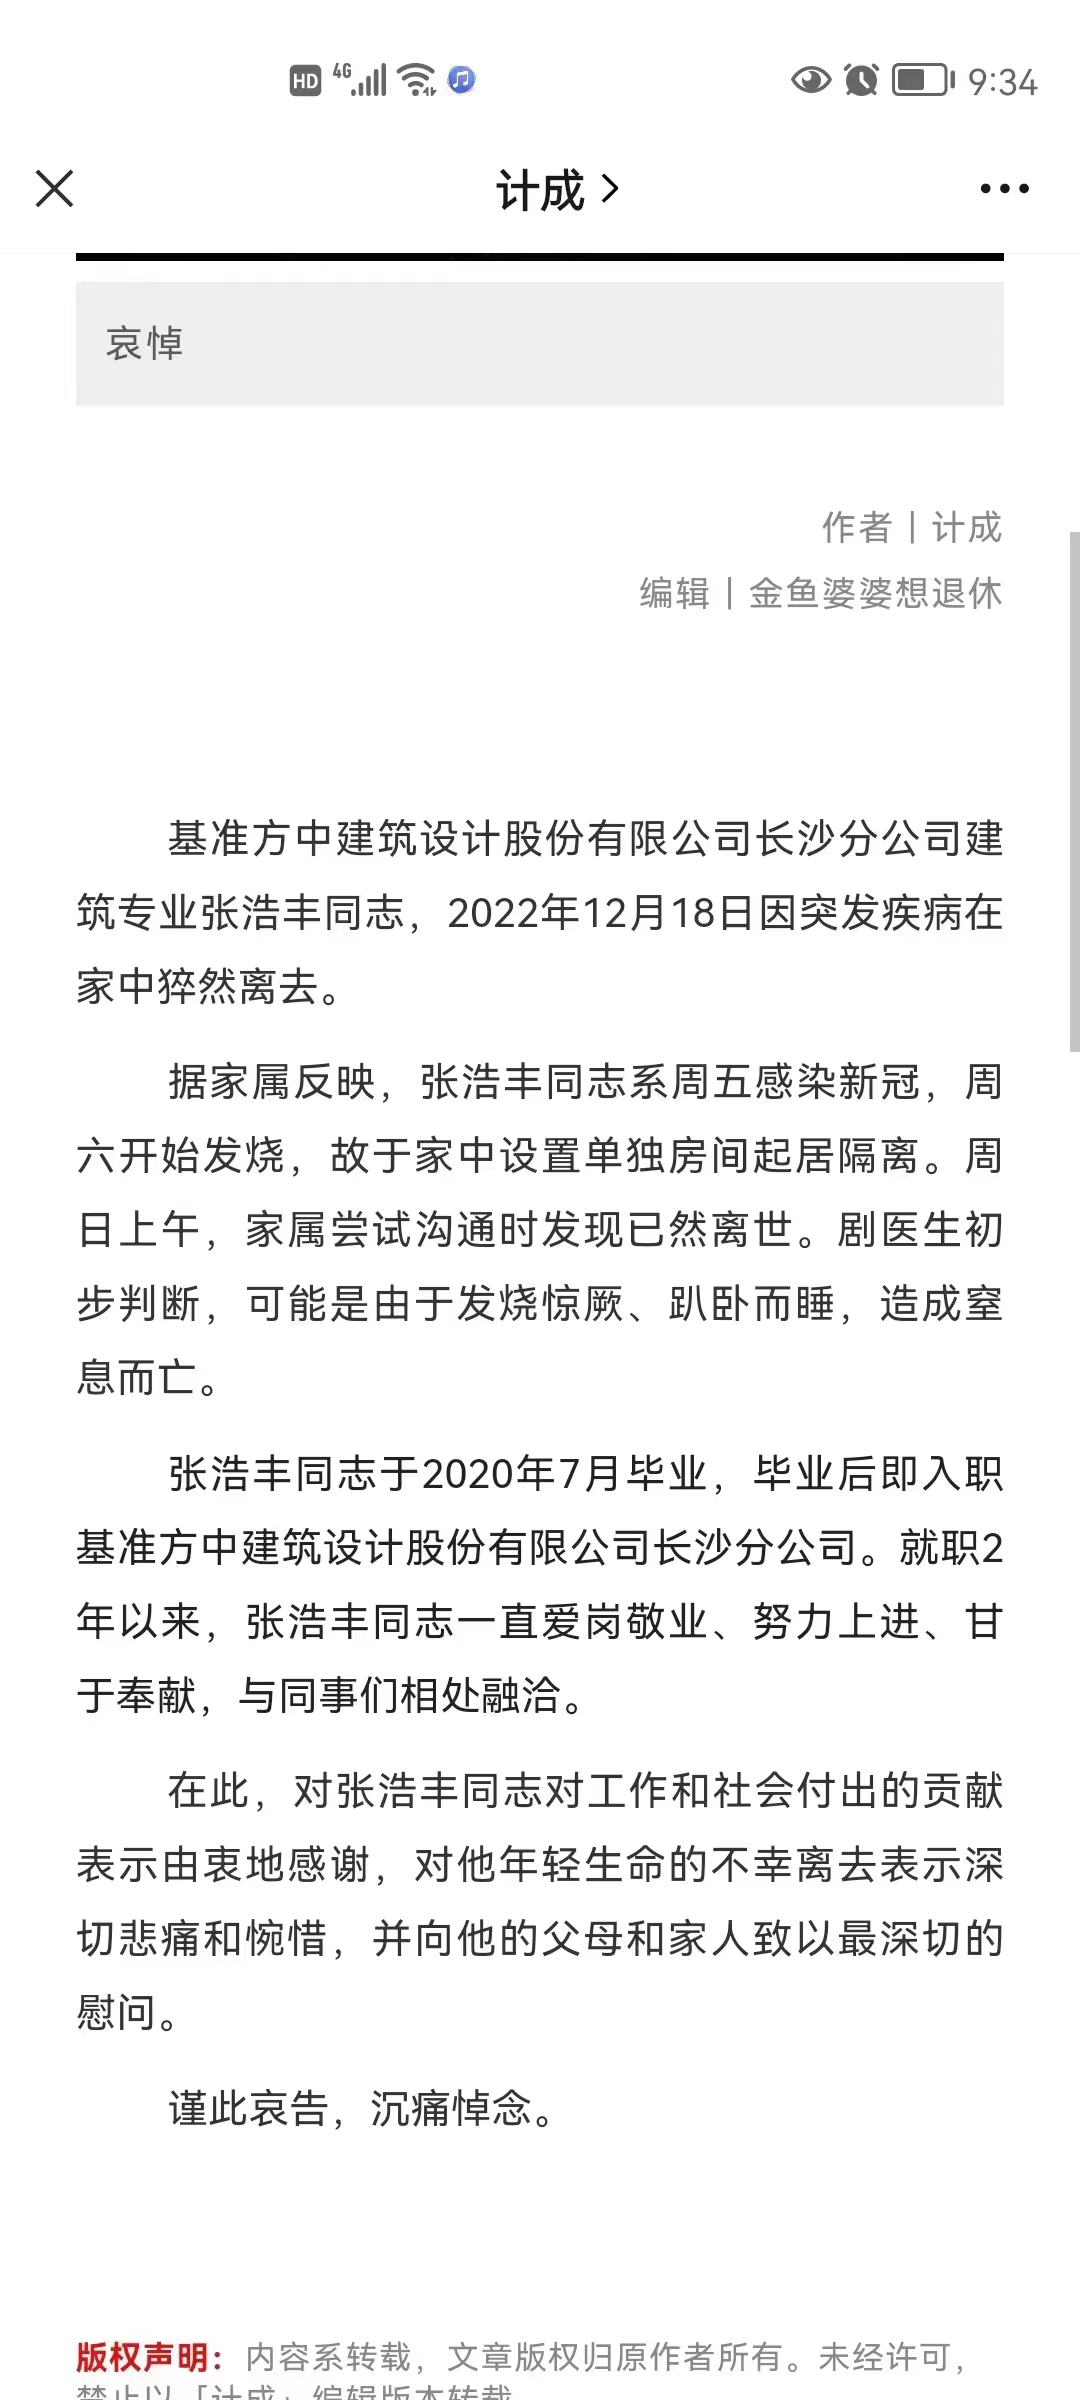 HD 4G 9:34
计成 >
哀悼
作者丨计成
编辑丨金鱼婆婆想退休
基准方中建筑设计股份有限公司长沙分公司建
筑专业张浩丰同志，2022年12月18日因突发疾病在
家中猝然离去。
据家属反映，张浩丰同志系周五感染新冠，周
六开始发烧，故于家中设置单独房间起居隔离。周
日上午，家属尝试沟通时发现已然离世。剧医生初
步判断，可能是由于发烧惊厥、趴卧而睡，造成窒
息而亡。
张浩丰同志于2020年7月毕业，毕业后即入职
基准方中建筑设计股份有限公司长沙分公司。就职2
年以来，张浩丰同志一直爱岗敬业、努力上进、甘
于奉献，与同事们相处融洽。
在此，对张浩丰同志对工作和社会付出的贡献
表示由衷地感谢，对他年轻生命的不幸离去表示深
切悲痛和惋惜，并向他的父母和家人致以最深切的
慰问。
谨此哀告，沉痛悼念。
版权声明：内容系转载，文章版权归原作者所有。未经许可，
禁止以「计成」编辑版本转载